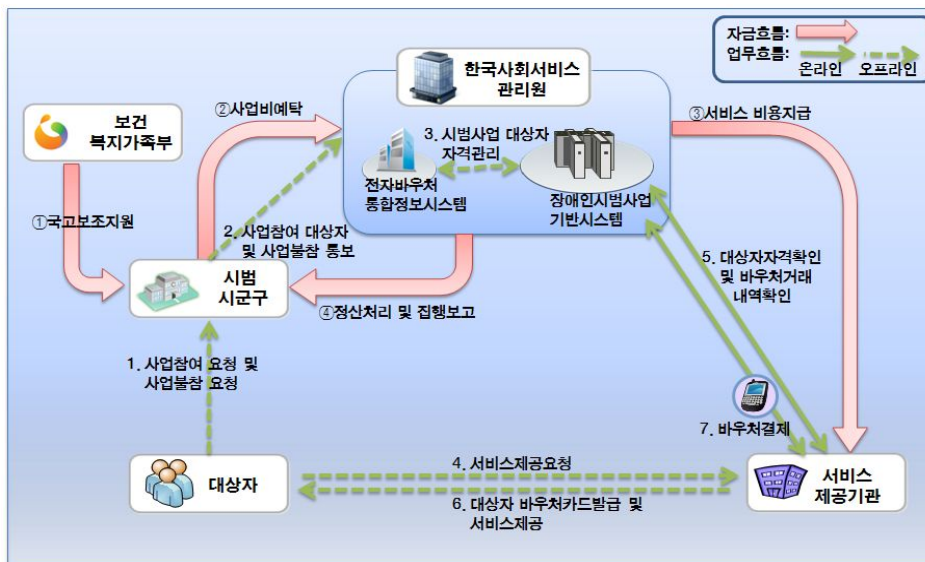 자금흐름:
업무흐름:
온라인 오프라인
한국사회서비스
관리원
보건
복지가족부
②사업비예탁
③서비스 비용지급
3. 시범사업 대상자
자격관리
전자바우처
통합정보시스템
장애인시범사업
기반시스템
①국고보조지원
2. 사업참여 대상자
및 사업불참 통보
5. 대상자자격확인
및 바우처거래
내역확인
시범
시군구
④정산처리 및 집행보고
1. 사업참여 요청 및
사업불참 요청
7. 바우처결제
대상자
4. 서비스제공요청
6. 대상자 바우처카드발급 및
서비스제공
서비스
제공기관